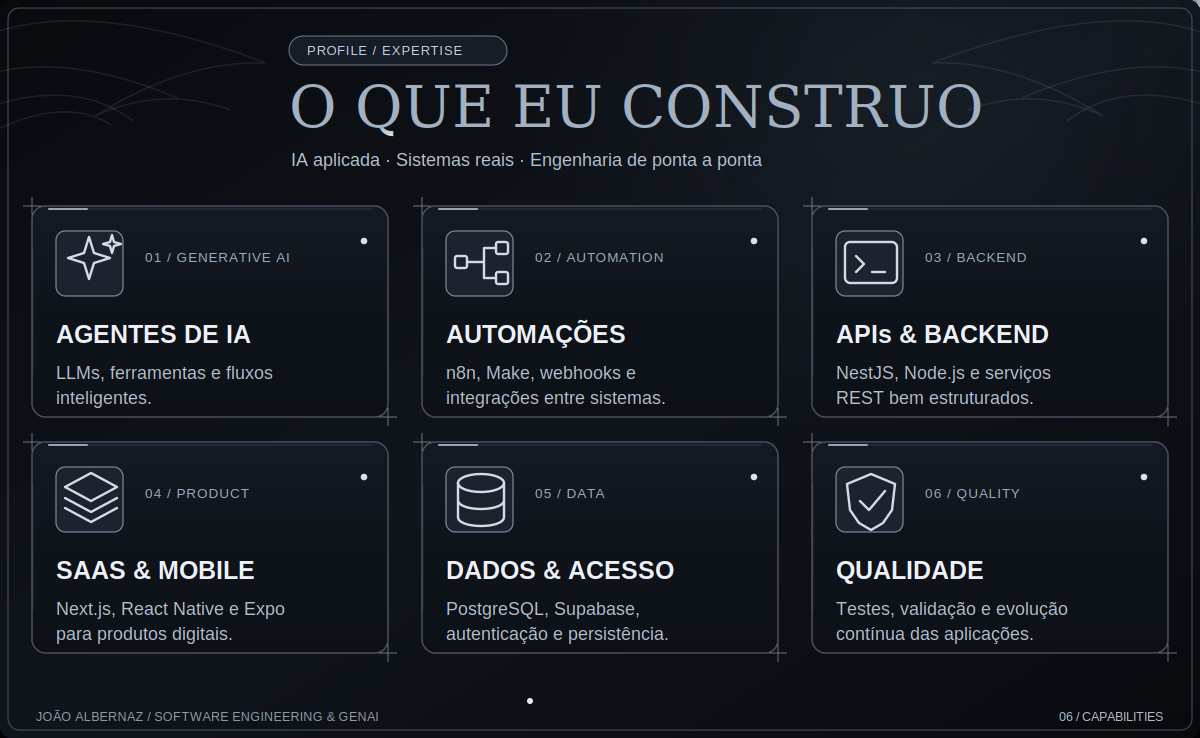 PROFILE / EXPERTISE
O QUE EU CONSTRUO
IA aplicada · Sistemas reais · Engenharia de ponta a ponta
01 / GENERATIVE AI
AGENTES DE IA
LLMs, ferramentas e fluxos
inteligentes.
02 / AUTOMATION
AUTOMAÇÕES
n8n, Make, webhooks e
integrações entre sistemas.
03 / BACKEND
APIs & BACKEND
NestJS, Node.js e serviços
REST bem estruturados.
04 / PRODUCT
SAAS & MOBILE
Next.js, React Native e Expo
para produtos digitais.
05 / DATA
DADOS & ACESSO
PostgreSQL, Supabase,
autenticação e persistência.
06 / QUALITY
QUALIDADE
Testes, validação e evolução
contínua das aplicações.
JOÃO ALBERNAZ / SOFTWARE ENGINEERING & GENAI
06 / CAPABILITIES